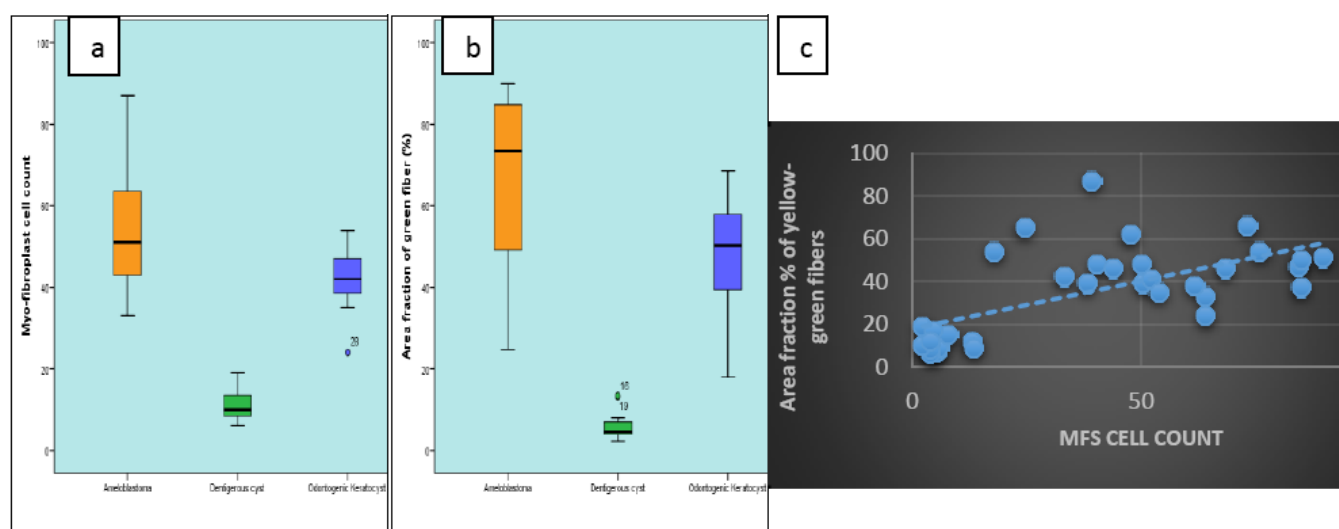 a
Myo-fibroplast cell count
100
80
60
40
20
0
29
Ameloblastoma
Dentigerous cyst
Odontogenic Keratocyst
b
Area fraction of green fiber (%)
100
80
60
40
20
0
16
19
Ameloblastoma
Dentigerous cyst
Odontogenic Keratocyst
c
Area fraction % of yellow-
green fibers
100
80
60
40
20
0
0
50
MFS CELL COUNT